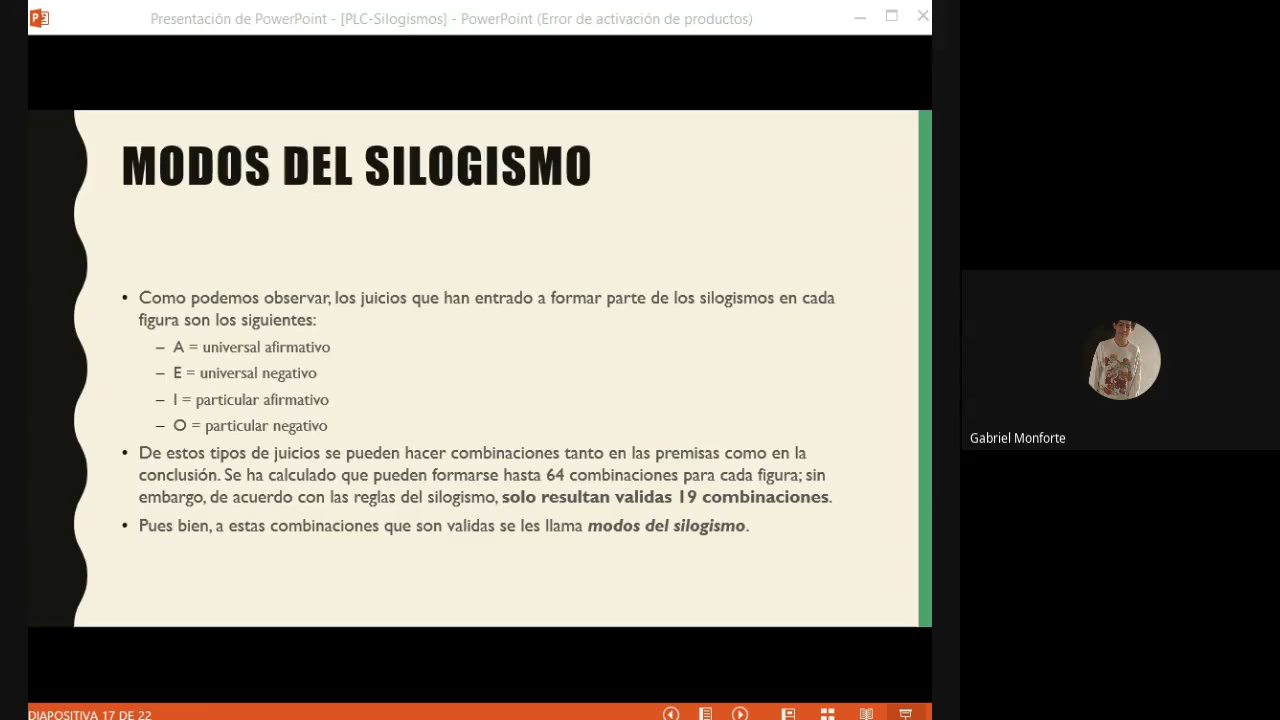 Presentación de PowerPoint - [PLC-Silogismos] - PowerPoint (Error de activación de productos)
MODOS DEL SILOGISMO
• Como podemos observar, los juicios que han entrado a formar parte de los silogismos en cada
figura son los siguientes:
– A = universal afirmativo
– E = universal negativo
– I = particular afirmativo
– O = particular negativo
• De estos tipos de juicios se pueden hacer combinaciones tanto en las premisas como en la
conclusión. Se ha calculado que pueden formarse hasta 64 combinaciones para cada figura; sin
embargo, de acuerdo con las reglas del silogismo, solo resultan validas 19 combinaciones.
• Pues bien, a estas combinaciones que son validas se les llama modos del silogismo.
Gabriel Monforte
DIAPOSITIVA 17 DE 22